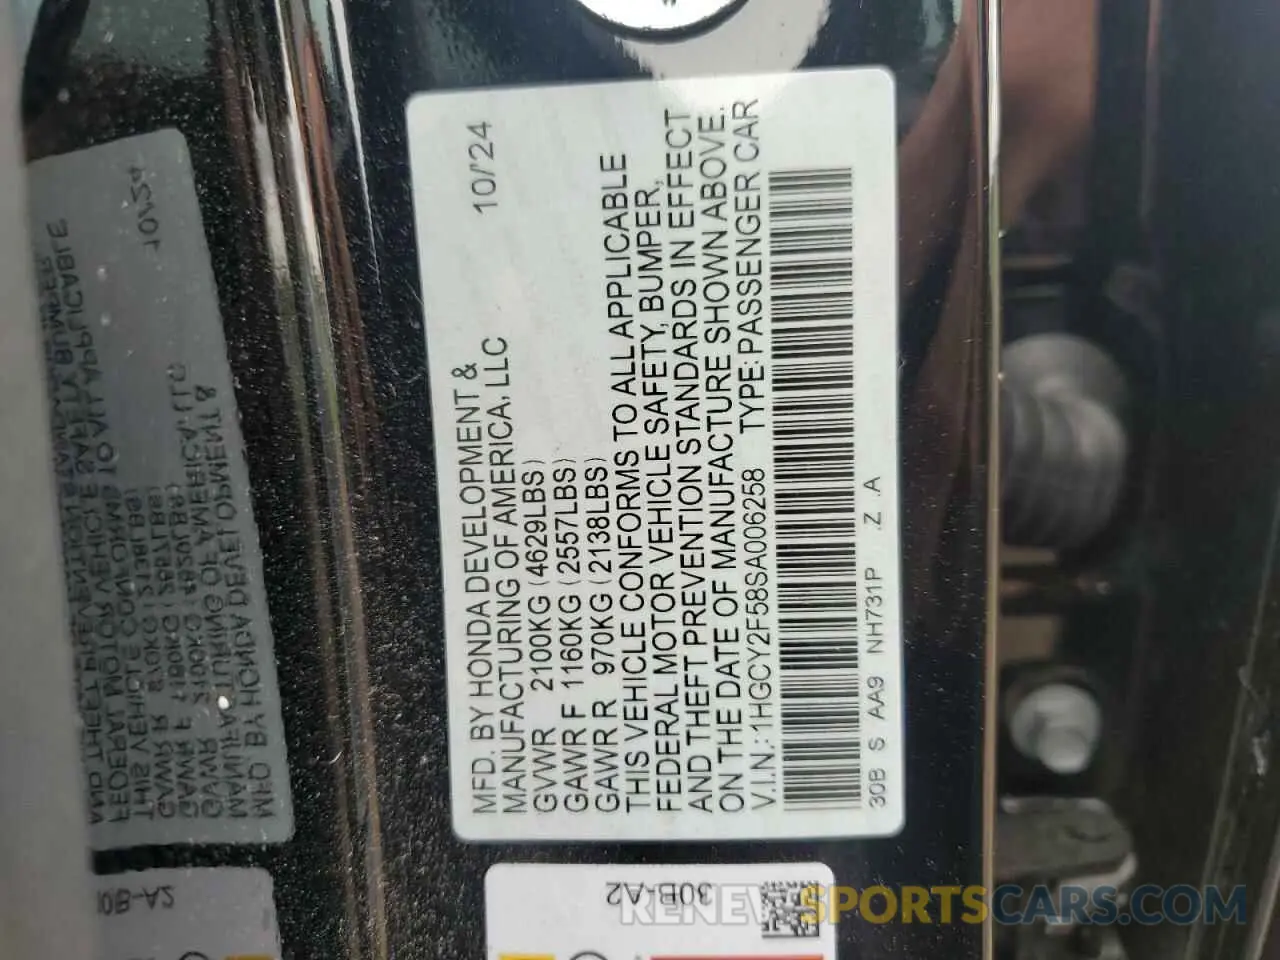 MFD. BY HONDA DEVELOPMENT & 10/'24
MANUFACTURING OF AMERICA, LLC
GVWR 2100KG (4629LBS)
GAWR F 1160KG (2557LBS)
GAWR R 970KG (2138LBS)
THIS VEHICLE CONFORMS TO ALL APPLICABLE
FEDERAL MOTOR VEHICLE SAFETY, BUMPER,
AND THEFT PREVENTION STANDARDS IN EFFECT
ON THE DATE OF MANUFACTURE SHOWN ABOVE.
V.I.N.: 1HGCY2F58SA006258 TYPE: PASSENGER CAR
30B S AA9 NH731P .Z .A
30B-A2
RENEWSPORTSCARS.COM